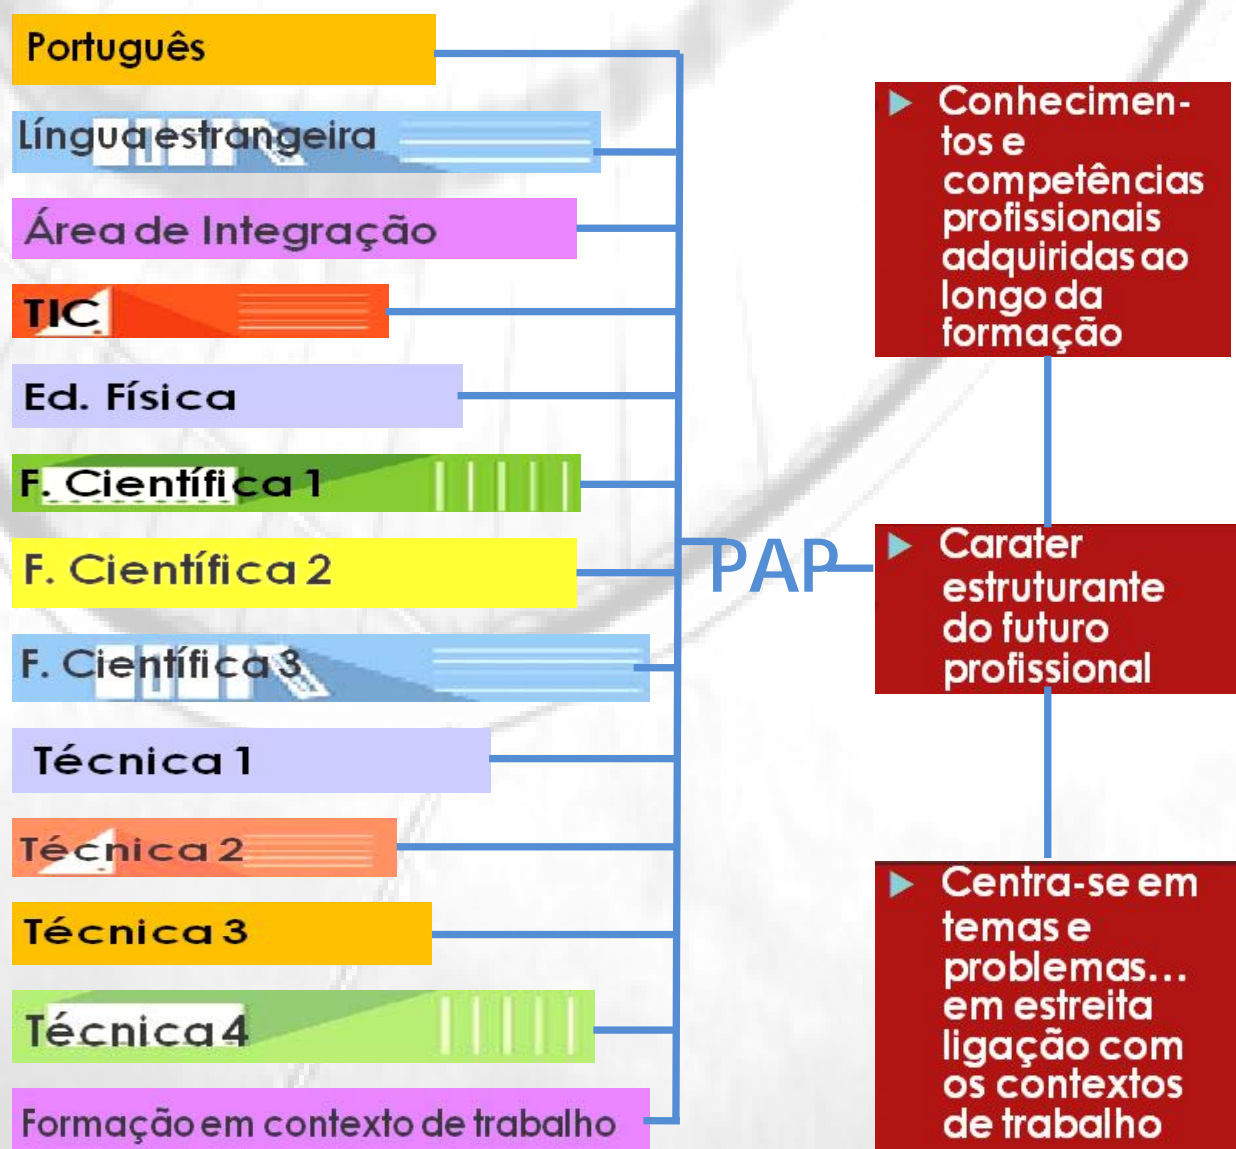 Português
Língua estrangeira
Área de Integração
TIC
Ed. Física
F. Científica 1
F. Científica 2
F. Científica 3
Técnica 1
Técnica 2
Técnica 3
Técnica 4
Formação em contexto de trabalho
PAP
Conhecimen-
tos e
competências
profissionais
adquiridas ao
longo da
formação
Carater
estruturante
do futuro
profissional
Centra-se em
temas e
problemas...
em estreita
ligação com
os contextos
de trabalho